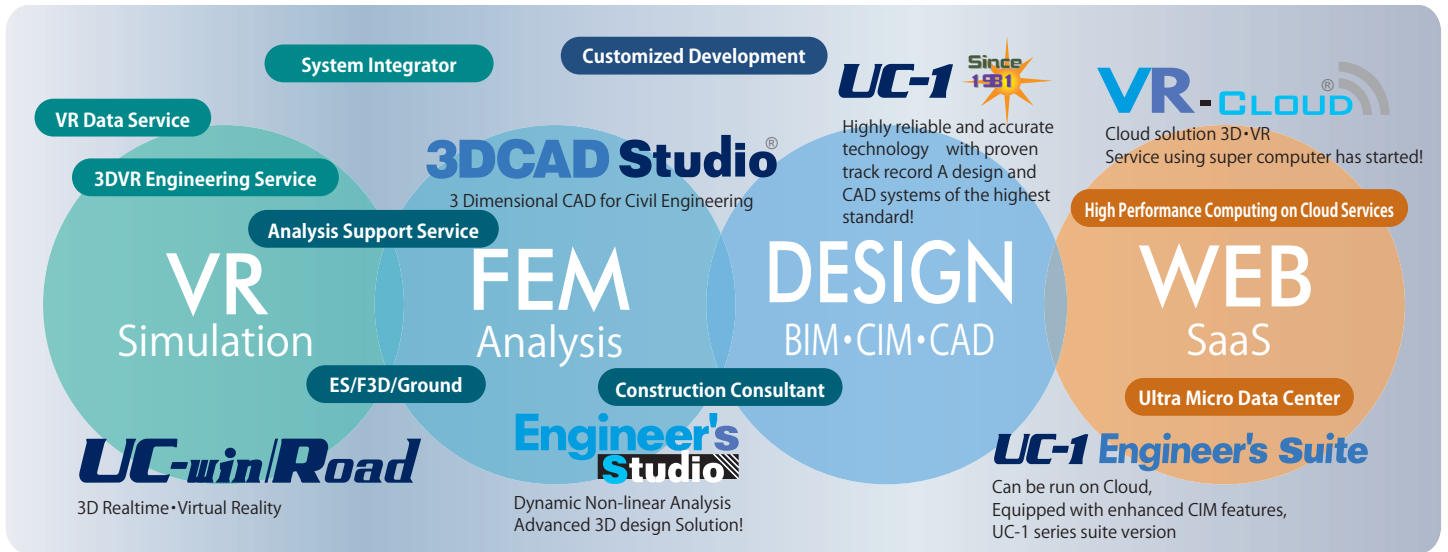 System Integrator
Customized Development
UC-1 Since 1981
VR-CLOUD®
VR Data Service
Highly reliable and accurate
technology with proven
track record A design and
CAD systems of the highest
standard!
Cloud solution 3D・VR
Service using super computer has started!
3DCAD Studio®
3 Dimensional CAD for Civil Engineering
3DVR Engineering Service
High Performance Computing on Cloud Services
Analysis Support Service
VR
Simulation
FEM
Analysis
DESIGN
BIM・CIM・CAD
WEB
SaaS
ES/F3D/Ground
Construction Consultant
Ultra Micro Data Center
UC-win/Road
3D Realtime・Virtual Reality
Engineer's
Studio
Dynamic Non-linear Analysis
Advanced 3D design Solution!
UC-1 Engineer's Suite
Can be run on Cloud,
Equipped with enhanced CIM features,
UC-1 series suite version